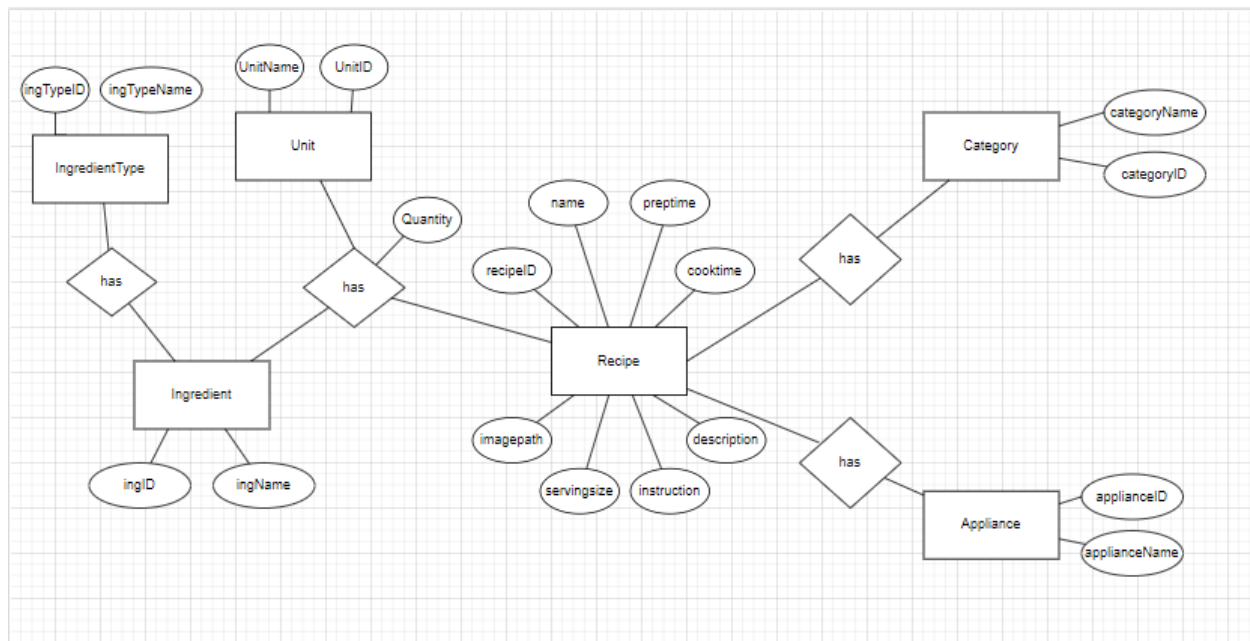 UnitName
UnitID
ingTypeID
ingTypeName
categoryName
Unit
Category
IngredientType
categoryID
name
preptime
Quantity
has
recipeID
cooktime
has
has
Recipe
Ingredient
imagepath
description
has
ingID
ingName
servingsize
instruction
applianceID
Appliance
applianceName